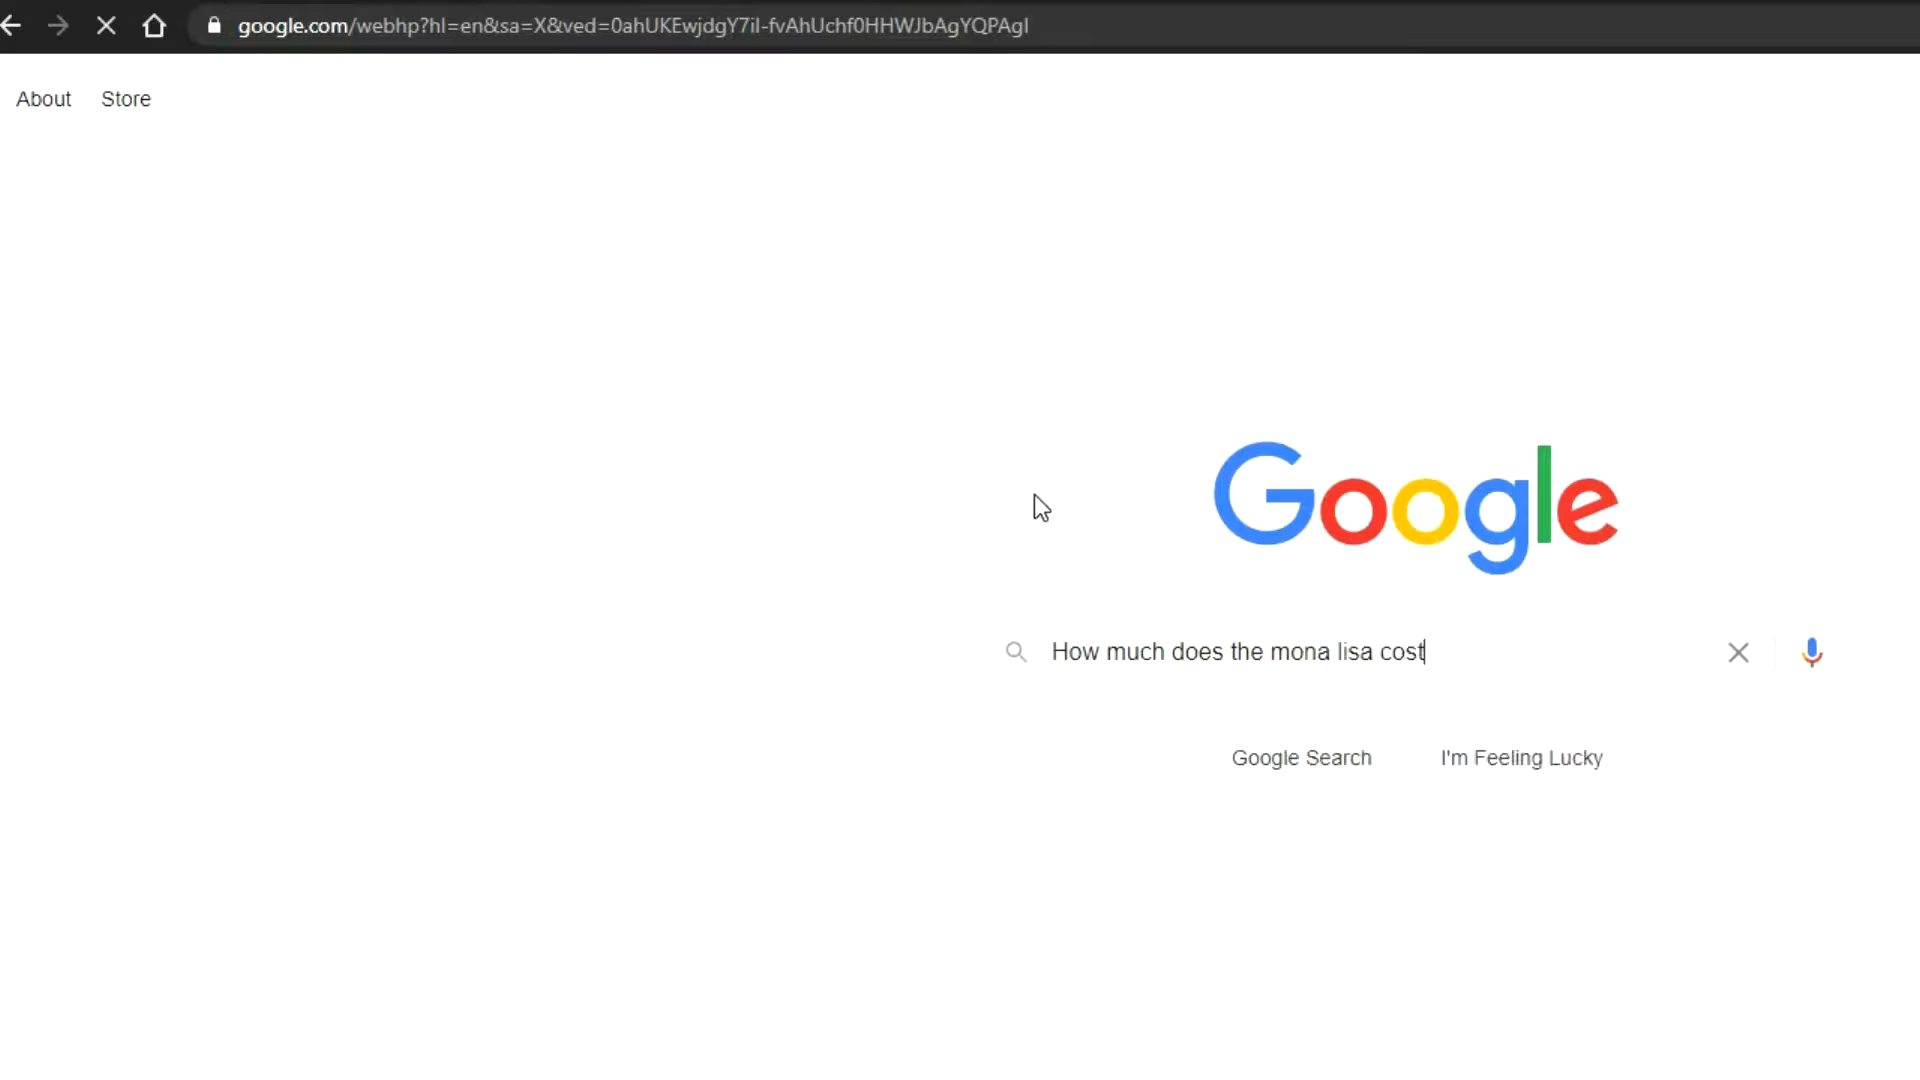 google.com/webhp?hl=en&sa=X&ved=0ahUKEwjdgY7il-fvAhUchf0HHWJbAgYQPAgI
About Store
Google
How much does the mona lisa cost
Google Search I'm Feeling Lucky